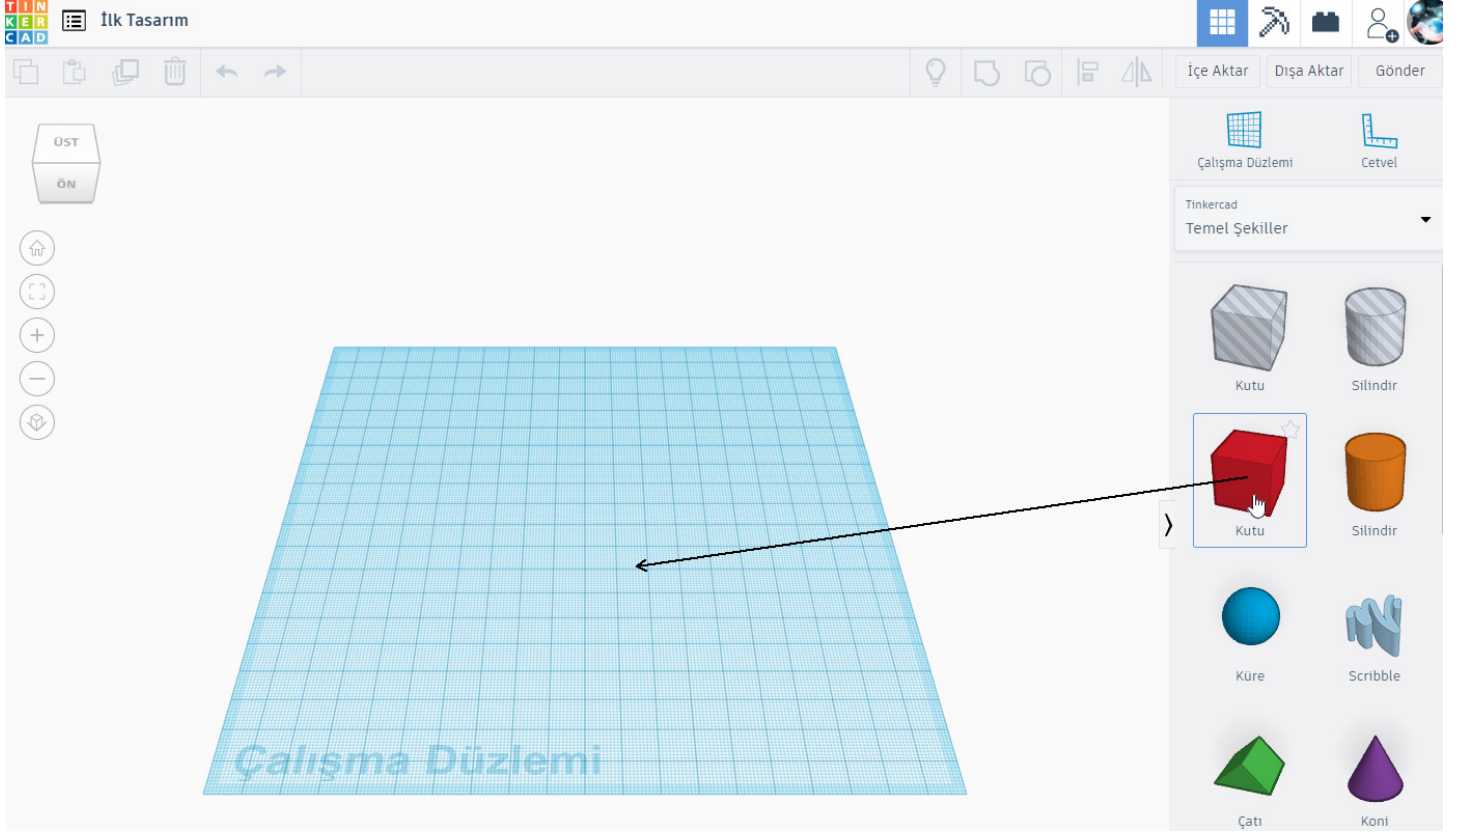 TIN
KER
CAD
İlk Tasarım
İçe Aktar
Dışa Aktar
Gönder
ÜST
ÖN
Çalışma Düzlemi
Cetvel
Tinkercad
Temel Şekiller
Kutu
Silindir
Kutu
Silindir
Küre
Scribble
Çatı
Koni
Çalışma Düzlemi